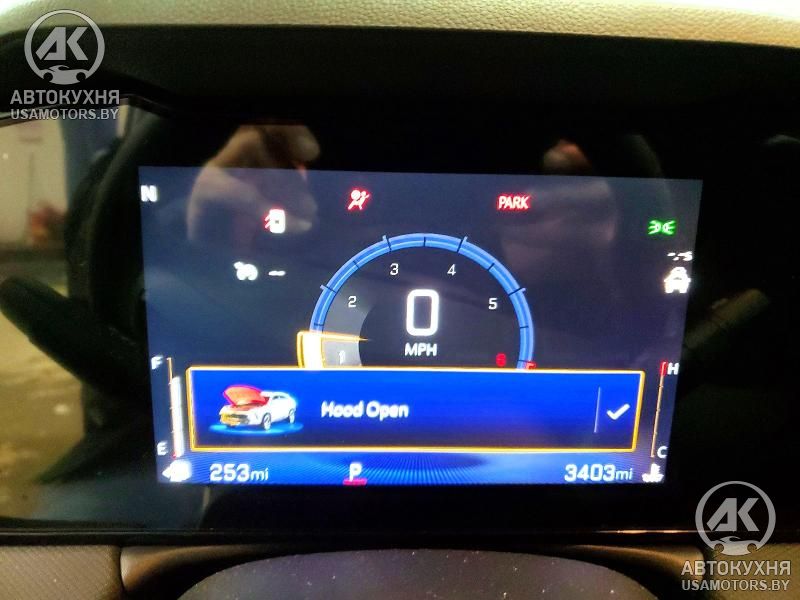 АК
АВТОКУХНЯ
USAMOTORS.BY
N
PARK
3
4
2
5
0
MPH
1
6
F
H
Hood Open
E
C
253mi
P
3403mi
АК
АВТОКУХНЯ
USAMOTORS.BY